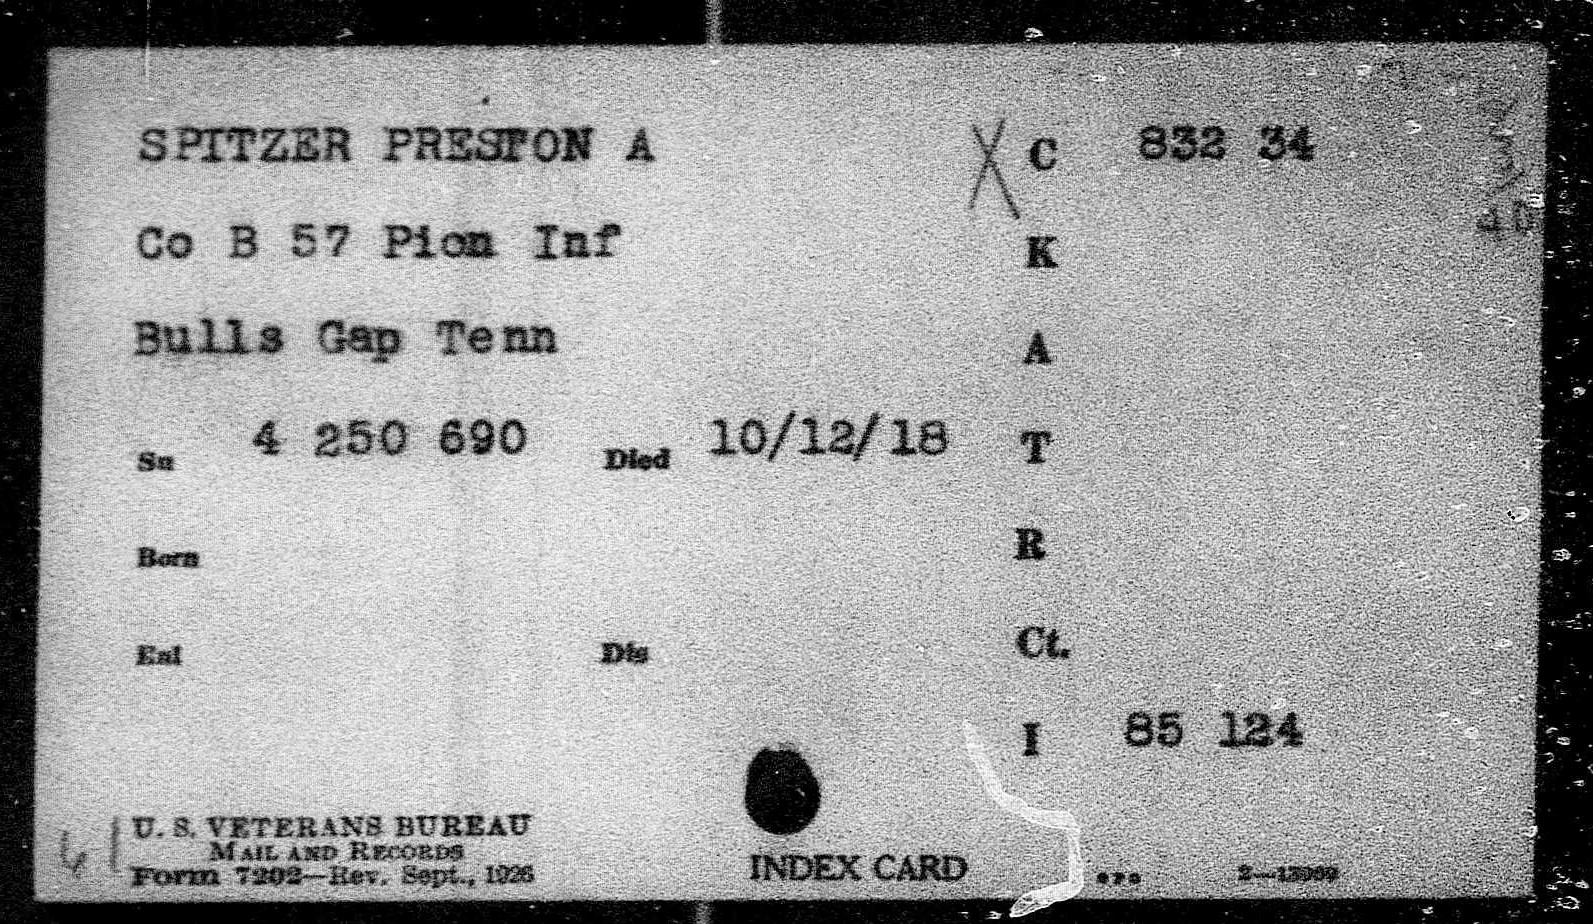 SPITZER PRESTON A
X C 832 34
Co B 57 Pion Inf
K
Bulls Gap Tenn
A
Sn 4 250 690 Died 10/12/18
T
Born
R
Enl Dis
Ct.
I 85 124
U. S. VETERANS BUREAU
MAIL AND RECORDS
Form 7202—Rev. Sept., 1926
INDEX CARD